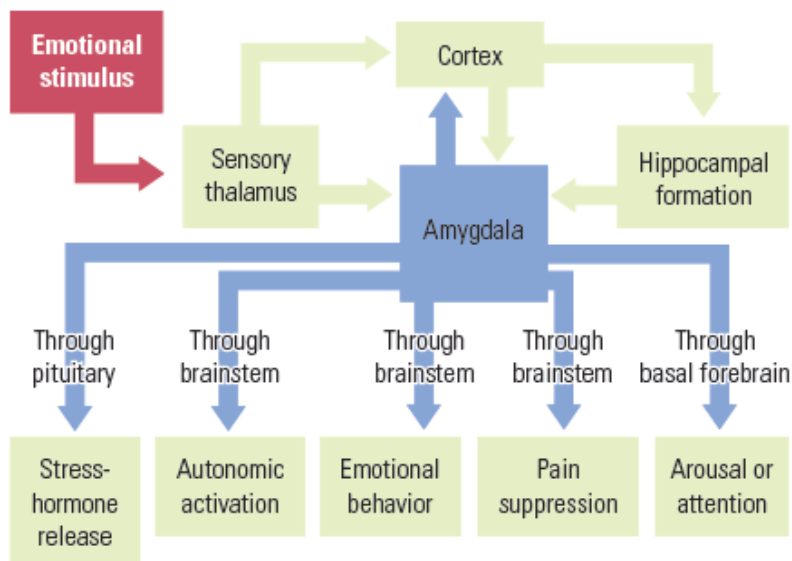 Emotional
stimulus
Cortex
Sensory
thalamus
Hippocampal
formation
Amygdala
Through
pituitary
Through
brainstem
Through
brainstem
Through
brainstem
Through
basal forebrain
Stress-
hormone
release
Autonomic
activation
Emotional
behavior
Pain
suppression
Arousal or
attention